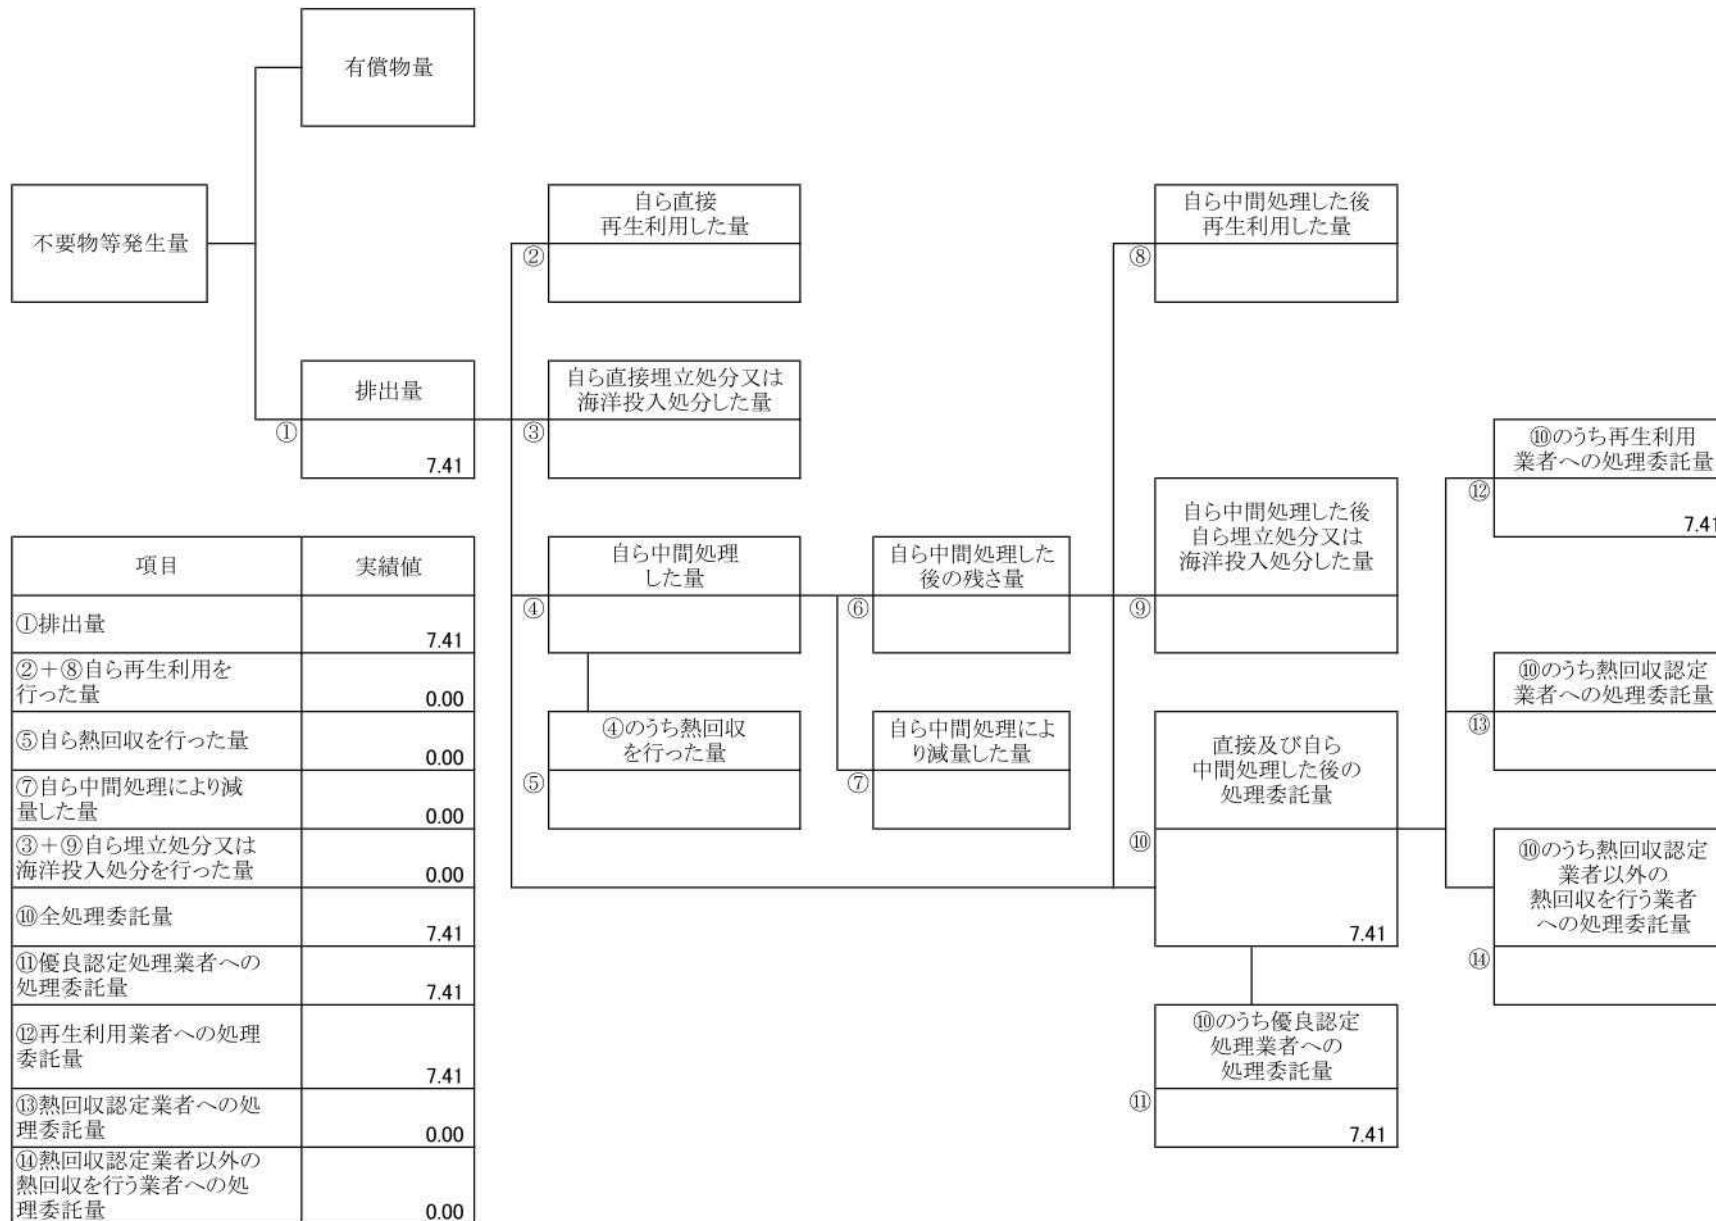 有償物量
不要物等発生量
自ら直接
再生利用した量
②
自ら中間処理した後
再生利用した量
⑧
排出量
①
7.41
自ら直接埋立処分又は
海洋投入処分した量
③
⑩のうち再生利用
業者への処理委託量
⑫
7.41
自ら中間処理
した量
④
自ら中間処理した
後の残さ量
⑥
自ら中間処理した後
自ら埋立処分又は
海洋投入処分した量
⑨
⑩のうち熱回収認定
業者への処理委託量
⑬
④のうち熱回収
を行った量
⑤
自ら中間処理によ
り減量した量
⑦
直接及び自ら
中間処理した後の
処理委託量
⑩
7.41
⑩のうち熱回収認定
業者以外の
熱回収を行う業者
への処理委託量
⑭
⑩のうち優良認定
処理業者への
処理委託量
⑪
7.41
項目 実績値
①排出量
7.41
②+⑧自ら再生利用を
行った量
0.00
⑤自ら熱回収を行った量
0.00
⑦自ら中間処理により減
量した量
0.00
③+⑨自ら埋立処分又は
海洋投入処分を行った量
0.00
⑩全処理委託量
7.41
⑪優良認定処理業者への
処理委託量
7.41
⑫再生利用業者への処理
委託量
7.41
⑬熱回収認定業者への処
理委託量
0.00
⑭熱回収認定業者以外の
熱回収を行う業者への処
理委託量
0.00